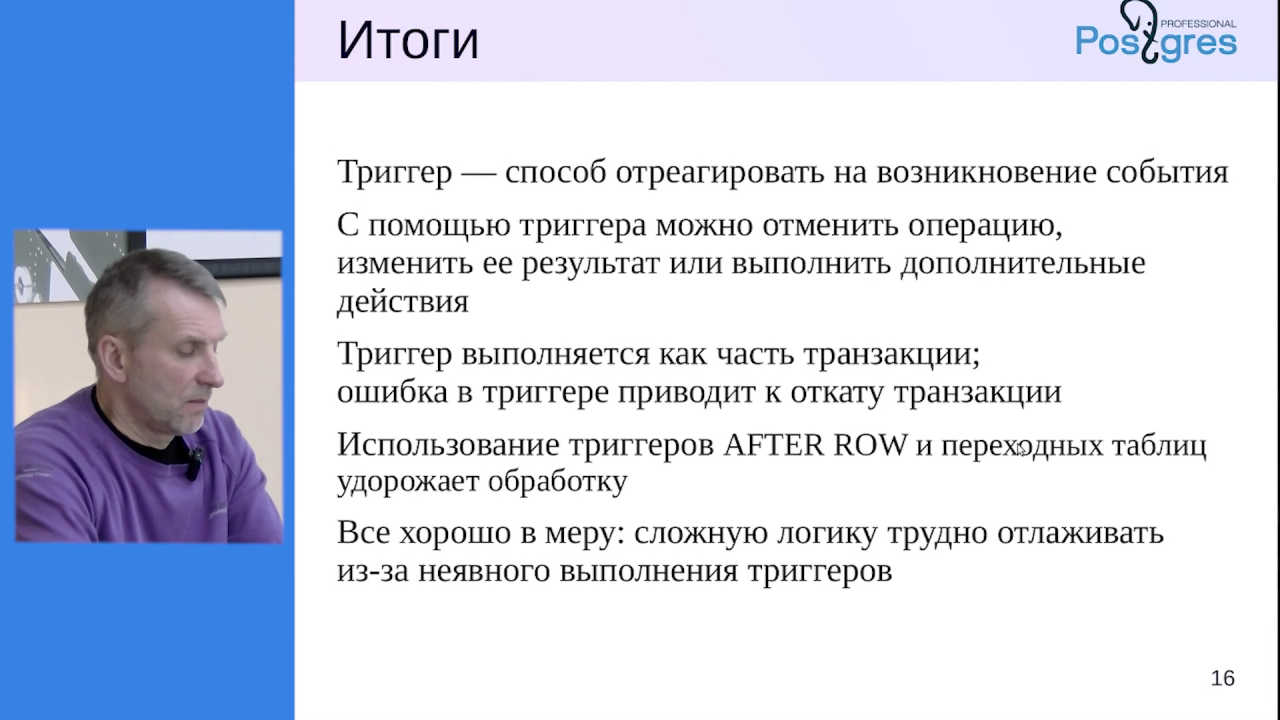 Итоги
PROFESSIONAL
Postgres
Триггер — способ отреагировать на возникновение события
С помощью триггера можно отменить операцию,
изменить ее результат или выполнить дополнительные
действия
Триггер выполняется как часть транзакции;
ошибка в триггере приводит к откату транзакции
Использование триггеров AFTER ROW и переходных таблиц
удорожает обработку
Все хорошо в меру: сложную логику трудно отлаживать
из-за неявного выполнения триггеров
16